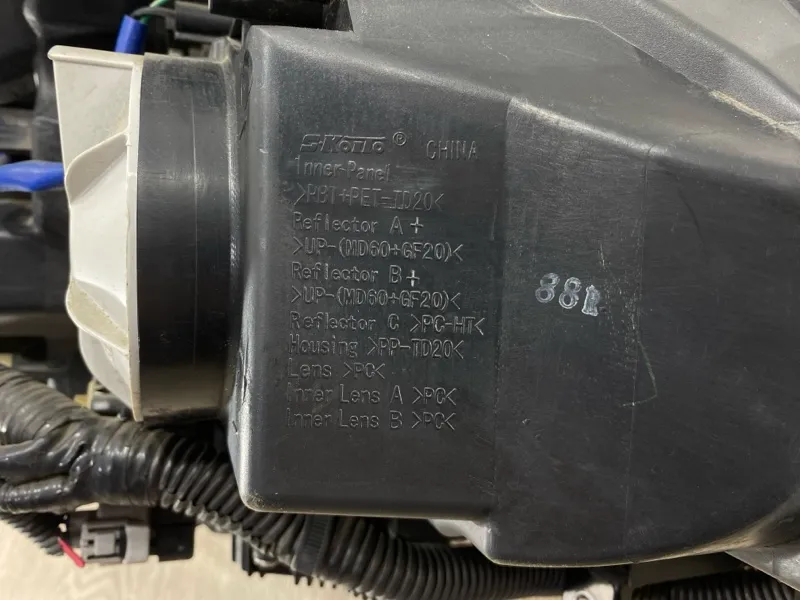 S-KOITO® CHINA
Inner-Panel
>PBT+PET-TD20<
Reflector A+
>UP-(MD60+GF20)<
Reflector B+
>UP-(MD60+GF20)<
Reflector C >PC-HT<
Housing >PP-TD20<
Lens >PC<
Inner Lens A >PC<
Inner Lens B >PC<